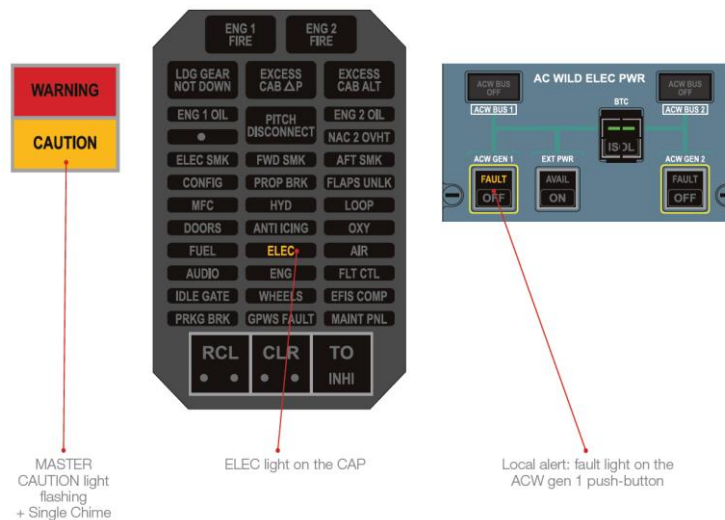 WARNING
CAUTION
ENG 1
FIRE
ENG 2
FIRE
LDG GEAR
NOT DOWN
EXCESS
CAB ΔP
EXCESS
CAB ALT
ENG 1 OIL
PITCH
DISCONNECT
ENG 2 OIL
NAC 2 OVHT
ELEC SMK
FWD SMK
AFT SMK
CONFIG
PROP BRK
FLAPS UNLK
MFC
HYD
LOOP
DOORS
ANTI ICING
OXY
FUEL
ELEC
AIR
AUDIO
ENG
FLT CTL
IDLE GATE
WHEELS
EFIS COMP
PRKG BRK
GPWS FAULT
MAINT PNL
RCL
CLR
TO
INHI
AC WILD ELEC PWR
ACW BUS
OFF
ACW BUS 1
BTC
ISOL
ACW BUS
OFF
ACW BUS 2
ACW GEN 1
FAULT
OFF
EXT PWR
AVAIL
ON
ACW GEN 2
FAULT
OFF
MASTER
CAUTION light
flashing
+ Single Chime
ELEC light on the CAP
Local alert: fault light on the
ACW gen 1 push-button